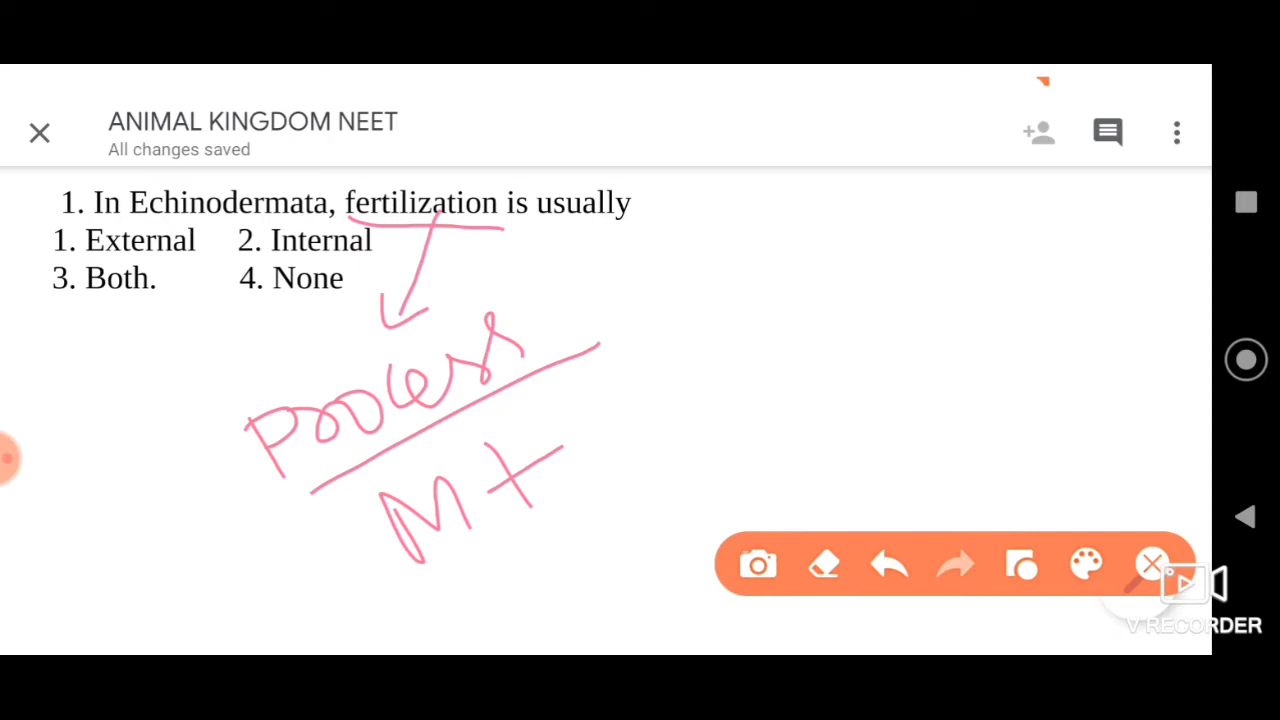 ANIMAL KINGDOM NEET
All changes saved
1. In Echinodermata, fertilization is usually
1. External 2. Internal
3. Both. 4. None
Process
M +
V RECORDER